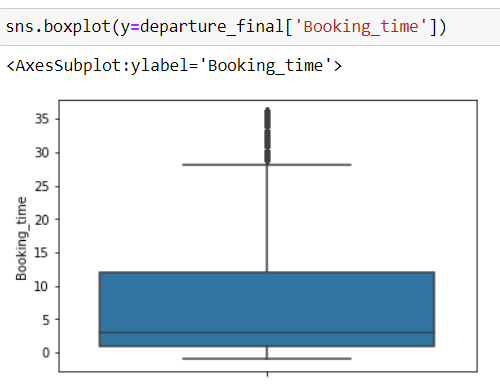 sns.boxplot(y=departure_final['Booking_time'])
<AxesSubplot:ylabel='Booking_time'>
35
30
25
20
15
10
5
0
Booking_time